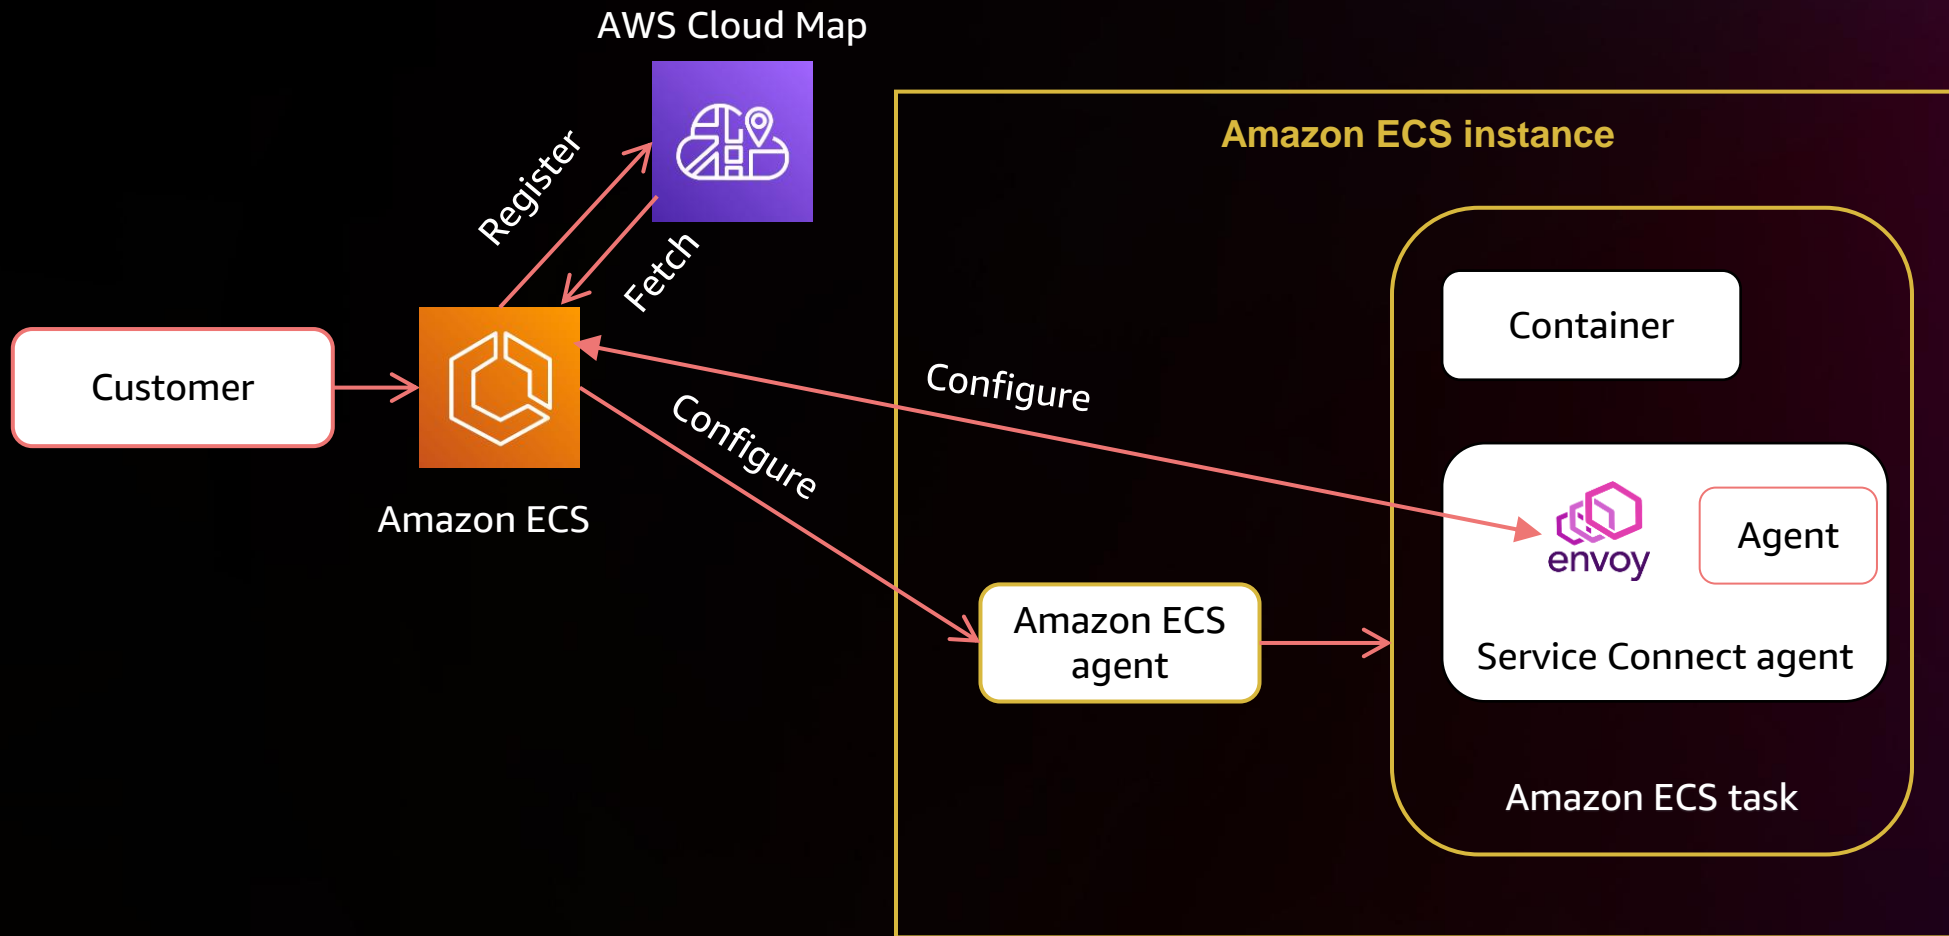 AWS Cloud Map
Amazon ECS instance
Register
Fetch
Container
Customer
Configure
Configure
Amazon ECS
envoy
Agent
Amazon ECS
agent
Service Connect agent
Amazon ECS task